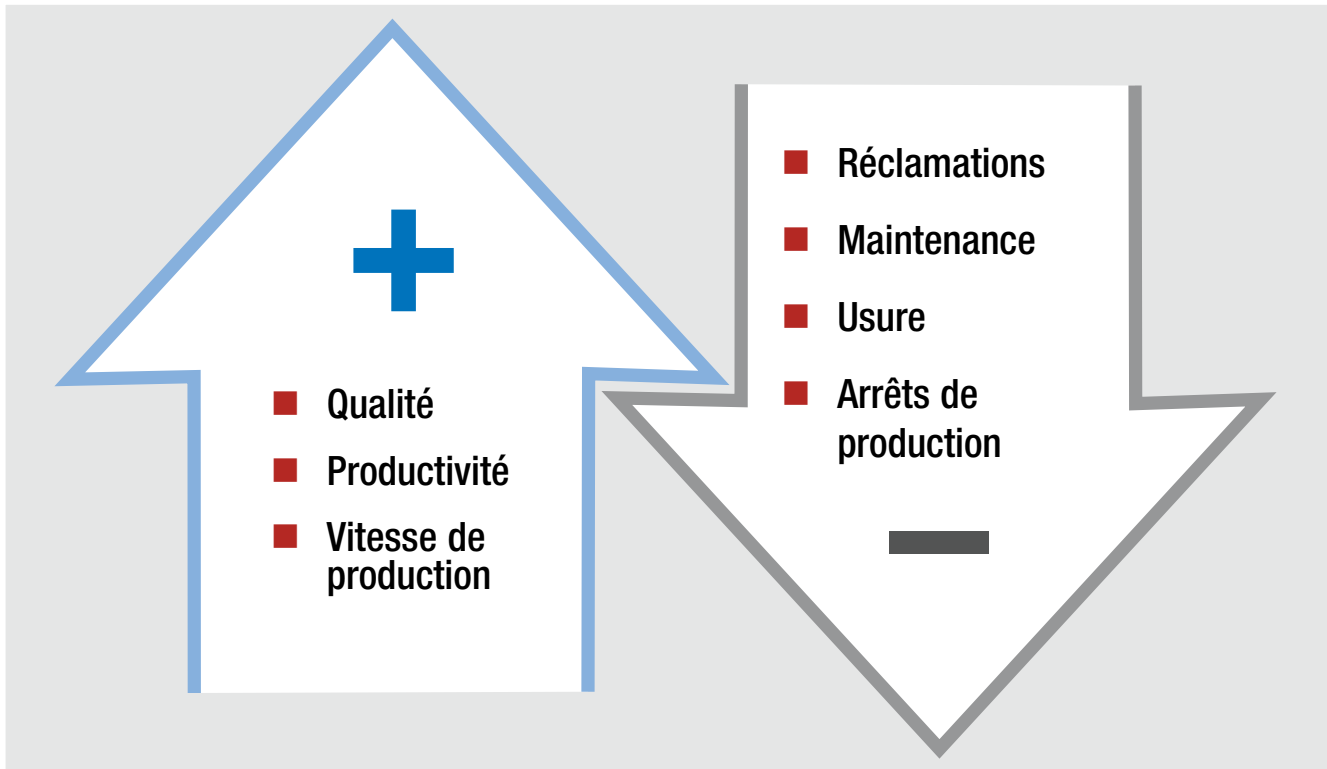 Qualité
Productivité
Vitesse de
production
Réclamations
Maintenance
Usure
Arrêts de
production